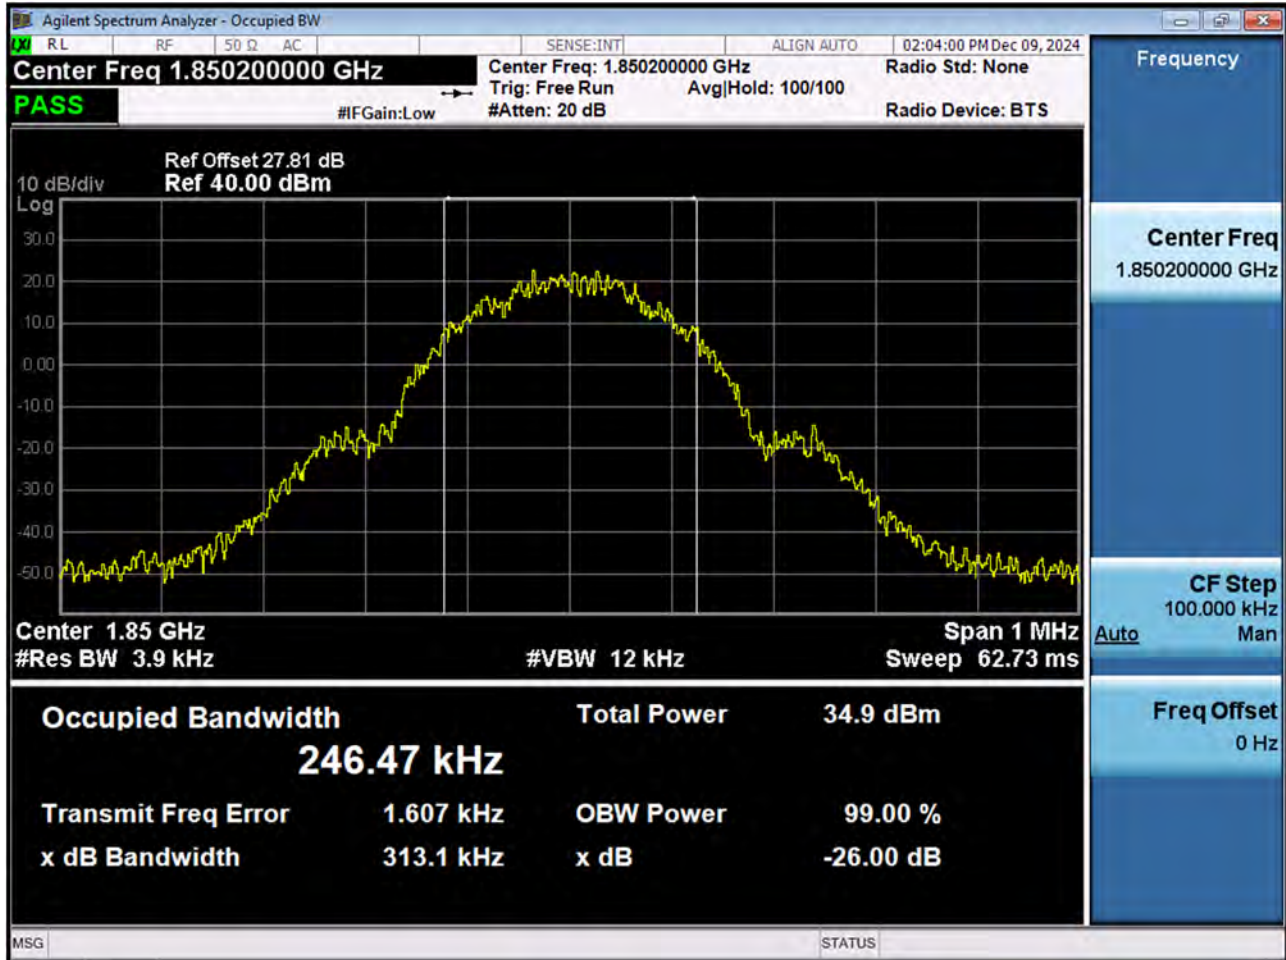 Agilent Spectrum Analyzer - Occupied BW
LXI RL RF 50 Ω AC SENSE:INT ALIGN AUTO 02:04:00 PM Dec 09, 2024
Center Freq 1.850200000 GHz
PASS
#IFGain:Low
Center Freq: 1.850200000 GHz
Trig: Free Run Avg|Hold: 100/100
#Atten: 20 dB
Radio Std: None
Radio Device: BTS
Ref Offset 27.81 dB
10 dB/div Ref 40.00 dBm
Log
30.0
20.0
10.0
0.00
-10.0
-20.0
-30.0
-40.0
-50.0
Center 1.85 GHz Span 1 MHz
#Res BW 3.9 kHz #VBW 12 kHz Sweep 62.73 ms
Occupied Bandwidth Total Power 34.9 dBm
246.47 kHz
Transmit Freq Error 1.607 kHz OBW Power 99.00 %
x dB Bandwidth 313.1 kHz x dB -26.00 dB
MSG STATUS
Frequency
Center Freq
1.850200000 GHz
CF Step
100.000 kHz
Auto Man
Freq Offset
0 Hz